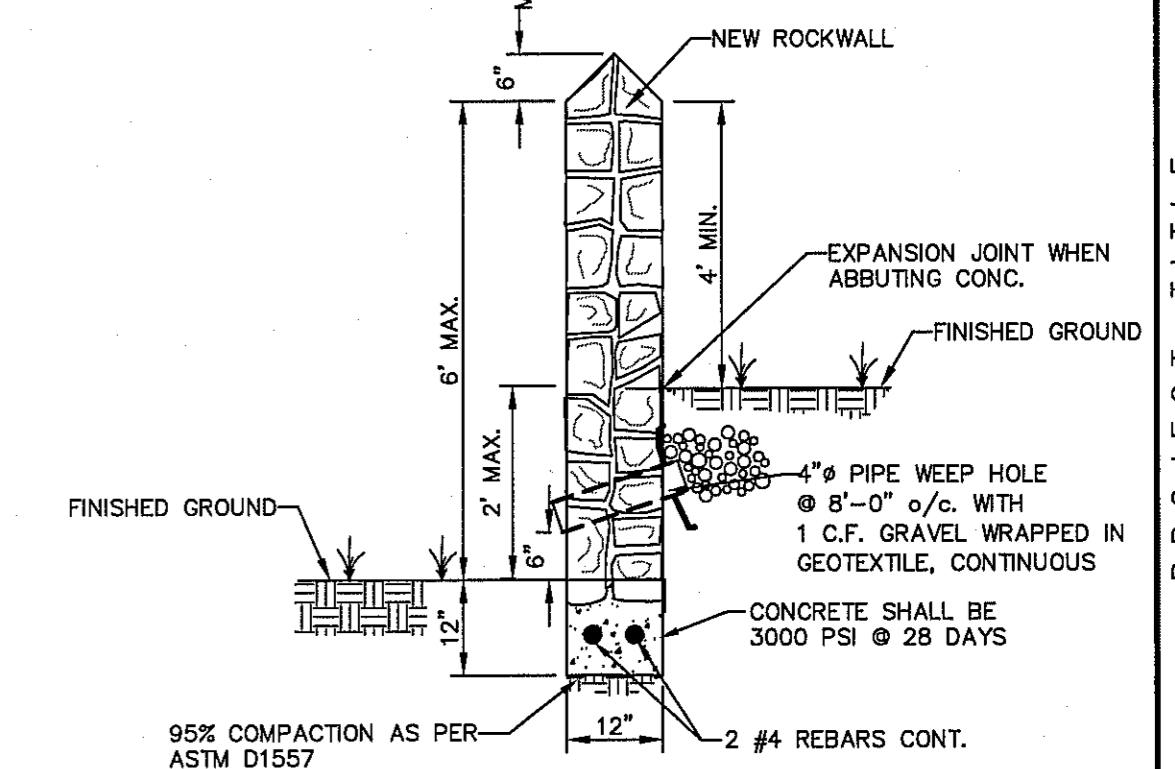 NEW ROCKWALL
6"
4' MIN.
EXPANSION JOINT WHEN
ABBUTING CONC.
FINISHED GROUND
6' MAX.
2' MAX.
4"ø PIPE WEEP HOLE
@ 8'-0" o/c. WITH
1 C.F. GRAVEL WRAPPED IN
GEOTEXTILE, CONTINUOUS
FINISHED GROUND
6"
12"
CONCRETE SHALL BE
3000 PSI @ 28 DAYS
95% COMPACTION AS PER
ASTM D1557
12"
2 #4 REBARS CONT.